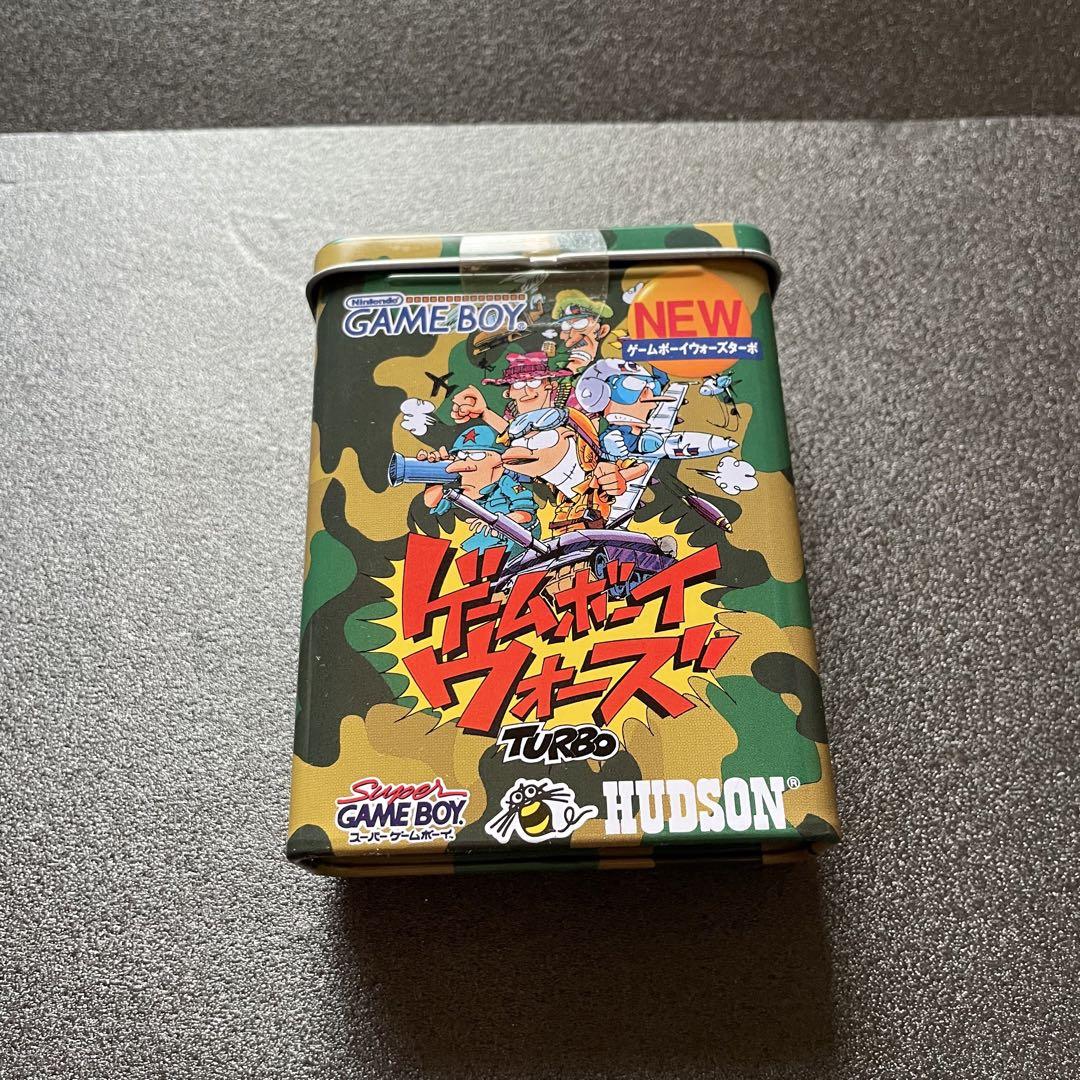 Nintendo
GAME BOY®
NEW
ゲームボーイウォーズターボ
ゲームボーイ
ウォーズ
TURBO
Super
GAME BOY.
スーパーゲームボーイ.
HUDSON®